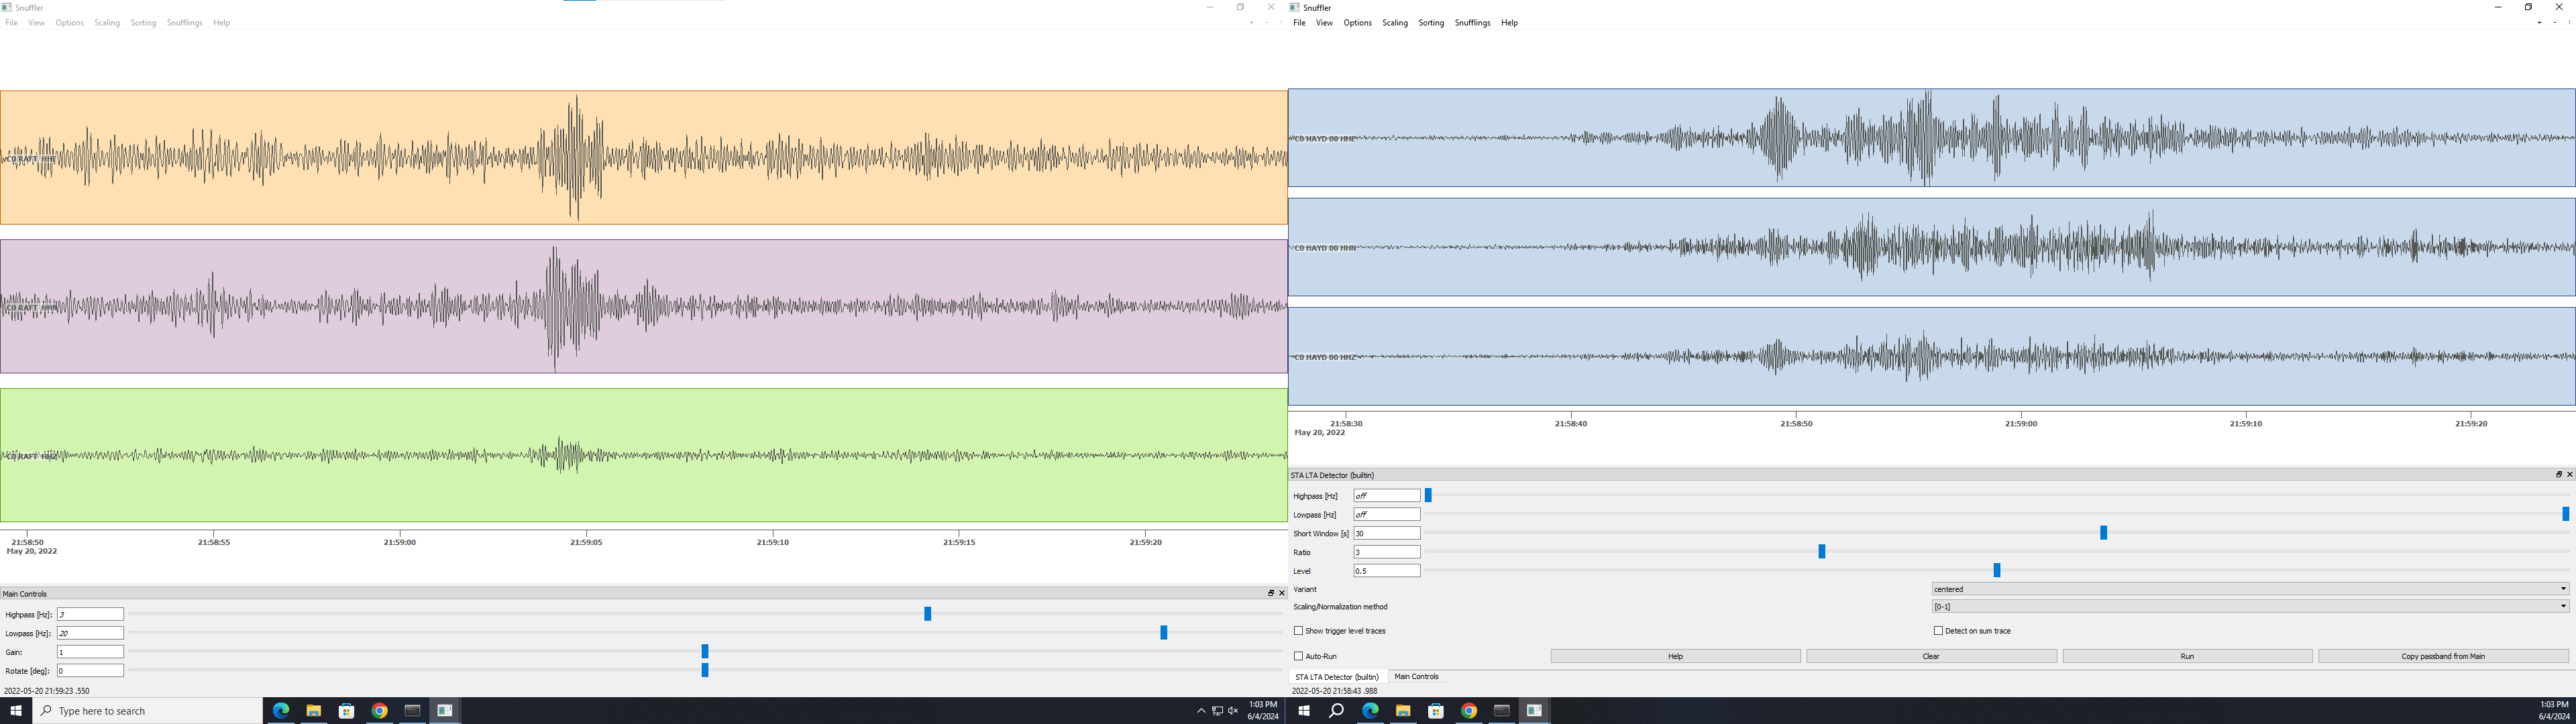 Snuffler
File View Options Scaling Sorting Snufflings Help
C0 RAFT HHE
C0 RAFT HHN
C0 RAFT HHZ
21:58:50 21:58:55 21:59:00 21:59:05 21:59:10 21:59:15 21:59:20
May 20, 2022
Main Controls
Highpass [Hz]: 3
Lowpass [Hz]: 20
Gain: 1
Rotate [deg]: 0
2022-05-20 21:59:23 .550
Type here to search
1:03 PM
6/4/2024
Snuffler
File View Options Scaling Sorting Snufflings Help
C0 HAYD 00 HHE
C0 HAYD 00 HHN
C0 HAYD 00 HHZ
21:58:30 21:58:40 21:58:50 21:59:00 21:59:10 21:59:20
May 20, 2022
STA LTA Detector (builtin)
Highpass [Hz] off
Lowpass [Hz] off
Short Window [s] 30
Ratio 3
Level 0.5
Variant centered
Scaling/Normalization method [0-1]
Show trigger level traces Detect on sum trace
Auto-Run Help Clear Run Copy passband from Main
STA LTA Detector (builtin) Main Controls
2022-05-20 21:58:43 .988
1:03 PM
6/4/2024